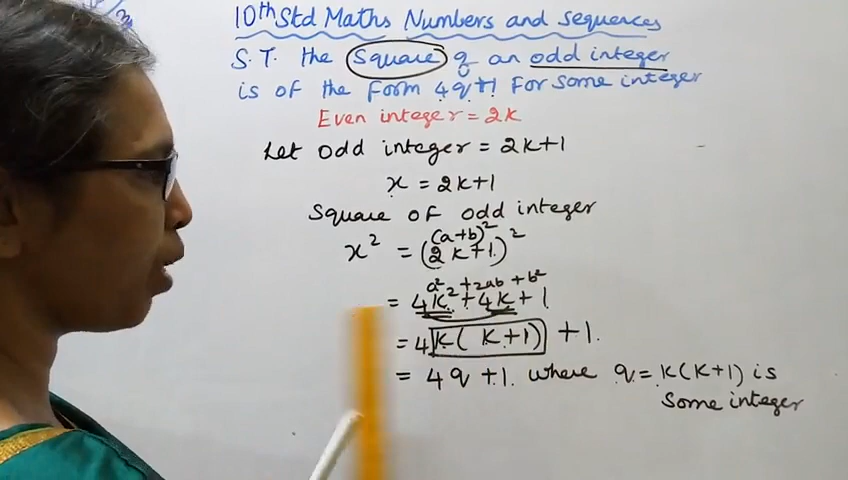 10th Std Maths Numbers and sequences
S.T. the square of an odd integer
is of the form 4q+1 For some integer
Even integer = 2k
Let odd integer = 2k+1
x = 2k+1
Square of odd integer
(a+b)²
x² = (2k+1)²
a² + 2ab + b²
= 4k² + 4k + 1
= 4k(k+1) + 1.
= 4q + 1. where q = k(k+1) is
some integer